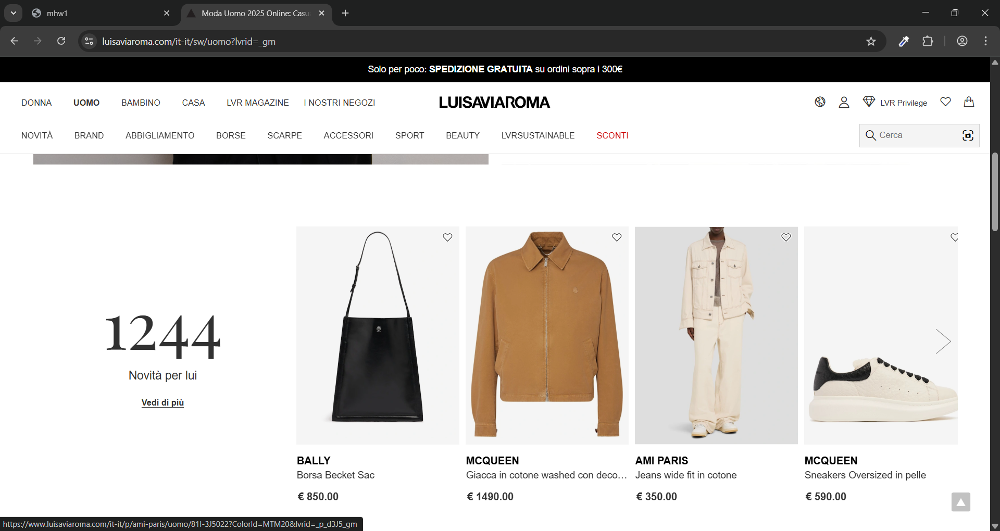 mhw1
Moda Uomo 2025 Online: Casu
luisaviaroma.com/it-it/sw/uomo?lvrid=_gm
Solo per poco: SPEDIZIONE GRATUITA su ordini sopra i 300€
DONNA UOMO BAMBINO CASA LVR MAGAZINE I NOSTRI NEGOZI
LUISAVIAROMA
LVR Privilege
NOVITÀ BRAND ABBIGLIAMENTO BORSE SCARPE ACCESSORI SPORT BEAUTY LVRSUSTAINABLE SCONTI
Cerca
1244
Novità per lui
Vedi di più
BALLY
Borsa Becket Sac
€ 850.00
MCQUEEN
Giacca in cotone washed con deco...
€ 1490.00
AMI PARIS
Jeans wide fit in cotone
€ 350.00
MCQUEEN
Sneakers Oversized in pelle
€ 590.00
https://www.luisaviaroma.com/it-it/p/ami-paris/uomo/81I-3J5022?ColorId=MTM20&lvrid=_p_d3J5_gm